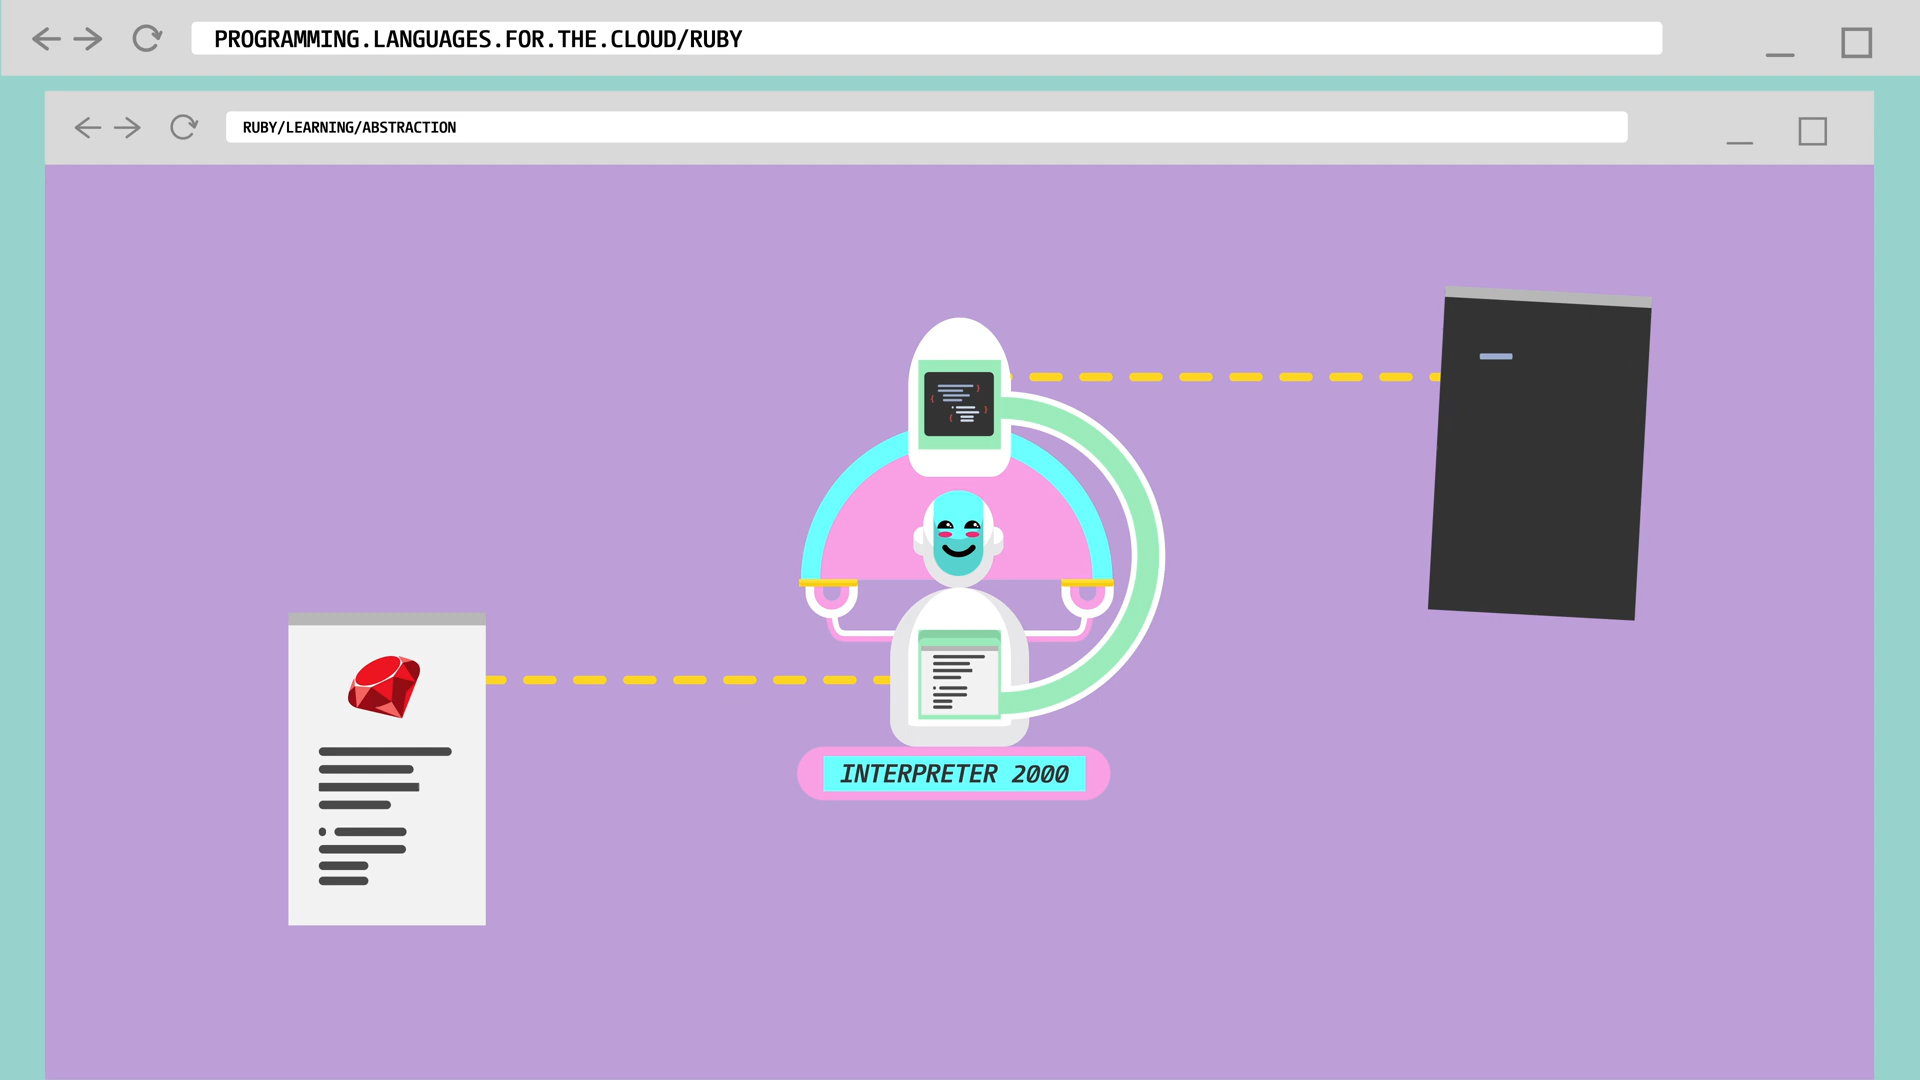 PROGRAMMING.LANGUAGES.FOR.THE.CLOUD/RUBY
RUBY/LEARNING/ABSTRACTION
INTERPRETER 2000